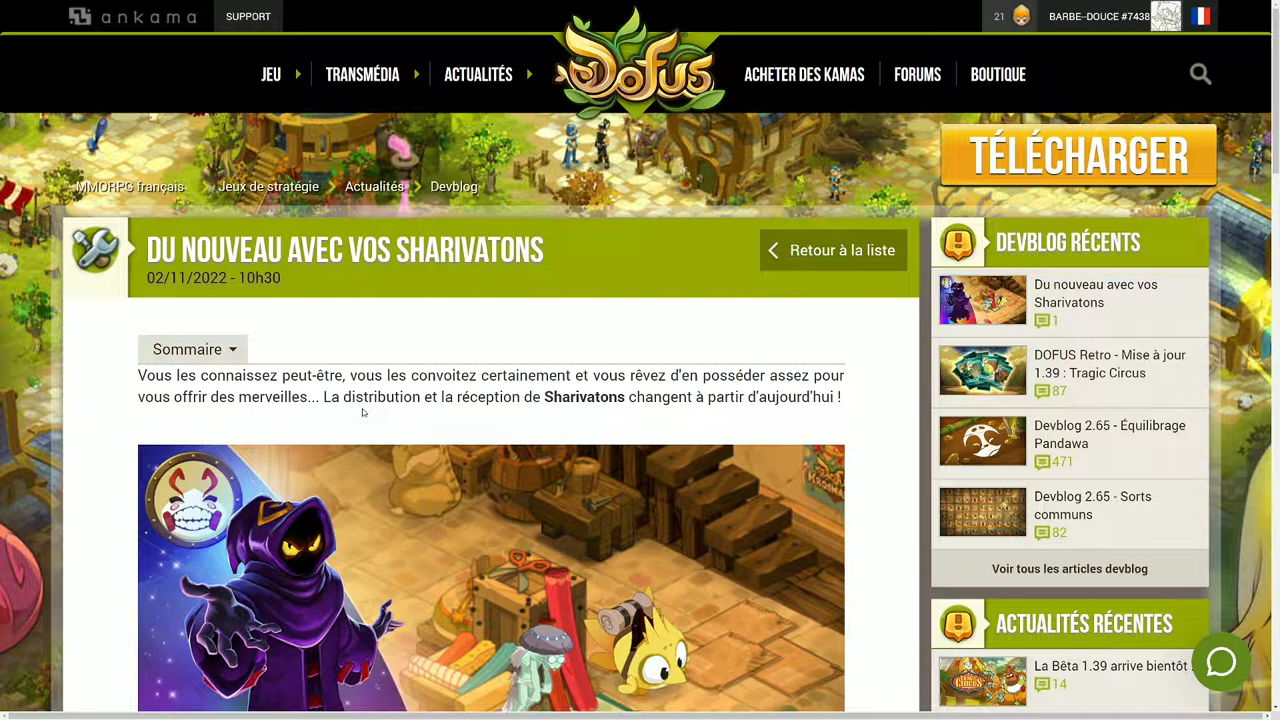 ankama
SUPPORT
21
BARBE-DOUCE #7438
JEU
TRANSMÉDIA
ACTUALITÉS
DOFUS
ACHETER DES KAMAS
FORUMS
BOUTIQUE
TÉLÉCHARGER
MMORPG français
Jeux de stratégie
Actualités
Devblog
DU NOUVEAU AVEC VOS SHARIVATONS
02/11/2022 - 10h30
Retour à la liste
Sommaire
Vous les connaissez peut-être, vous les convoitez certainement et vous rêvez d'en posséder assez pour
vous offrir des merveilles... La distribution et la réception de Sharivatons changent à partir d'aujourd'hui !
DEVBLOG RÉCENTS
Du nouveau avec vos
Sharivatons
1
DOFUS Retro - Mise à jour
1.39 : Tragic Circus
87
Devblog 2.65 - Équilibrage
Pandawa
471
Devblog 2.65 - Sorts
communs
82
Voir tous les articles devblog
ACTUALITÉS RÉCENTES
La Bêta 1.39 arrive bientôt
14